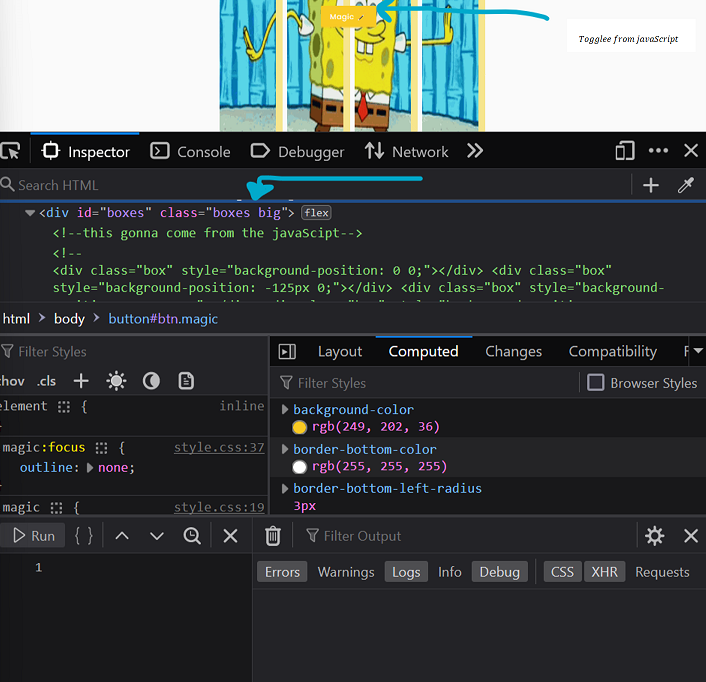 Magic
Togglee from javaScript
Inspector Console Debugger Network
Search HTML
<div id="boxes" class="boxes big"> flex
<!--this gonna come from the javaScipt-->
<!--
<div class="box" style="background-position: 0 0;"></div> <div class="box"
style="background-position: -125px 0;"></div> <div class="box" style="background-
html body button#btn.magic
Filter Styles
:hov .cls
element { inline
magic:focus { style.css:37
outline: none;
magic { style.css:19
Layout Computed Changes Compatibility
Filter Styles Browser Styles
background-color
rgb(249, 202, 36)
border-bottom-color
rgb(255, 255, 255)
border-bottom-left-radius
3px
Run { }
Filter Output
1
Errors Warnings Logs Info Debug CSS XHR Requests